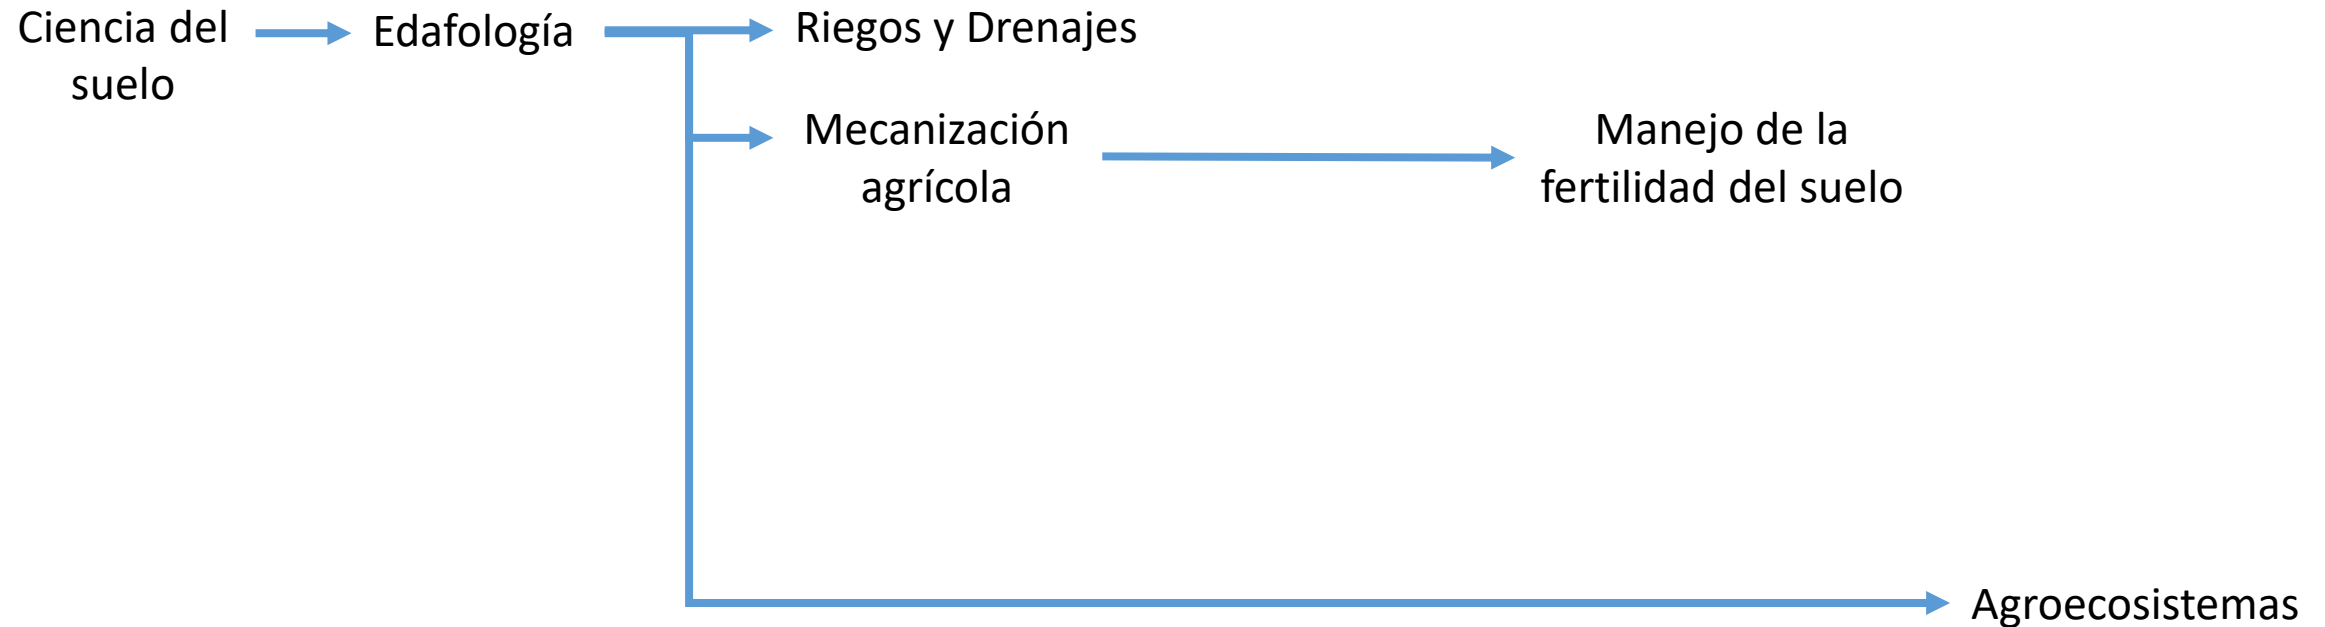 Ciencia del
suelo
Edafología
Riegos y Drenajes
Mecanización
agrícola
Manejo de la
fertilidad del suelo
Agroecosistemas